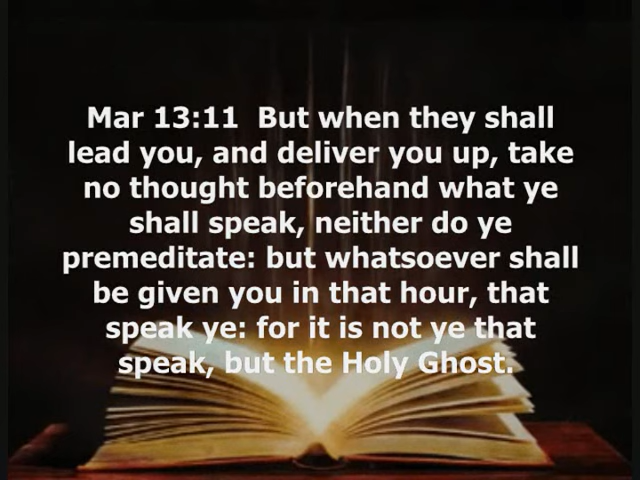 Mar 13:11  But when they shall
lead you, and deliver you up, take
no thought beforehand what ye
shall speak, neither do ye
premeditate: but whatsoever shall
be given you in that hour, that
speak ye: for it is not ye that
speak, but the Holy Ghost.